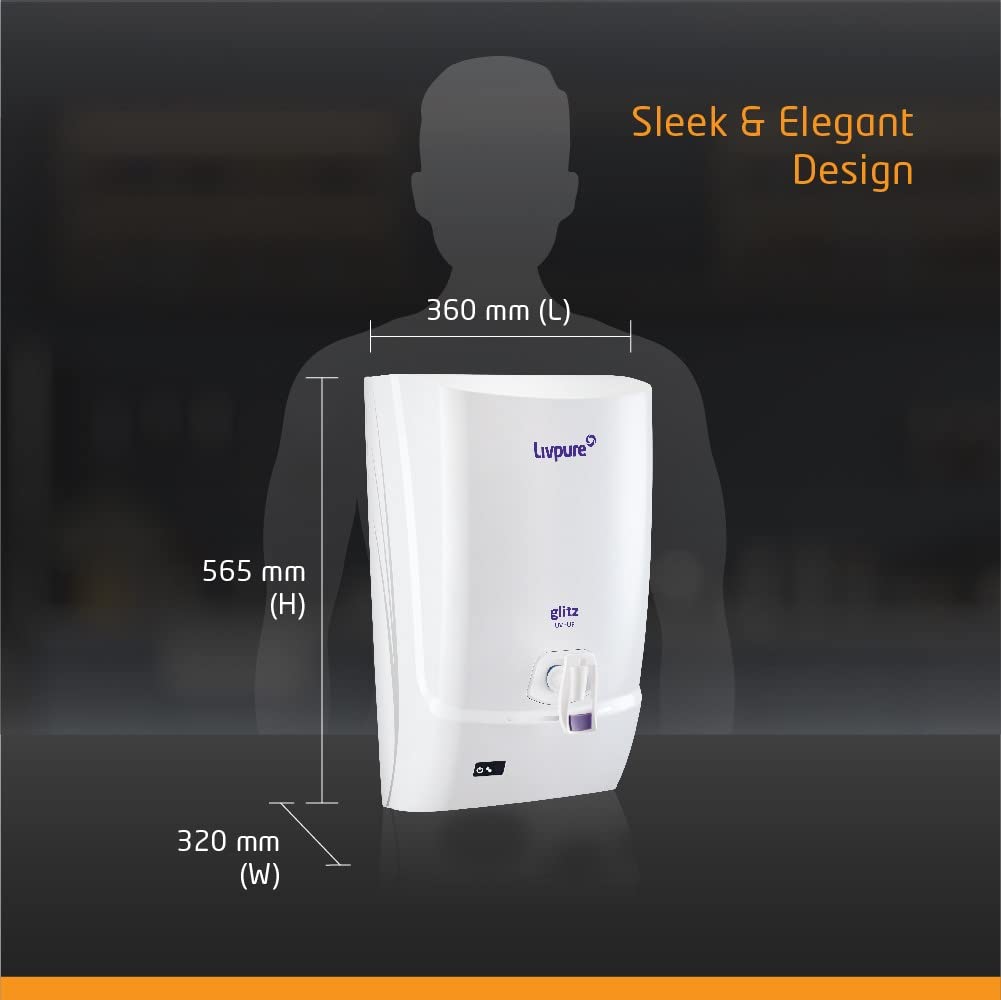 Sleek & Elegant
Design
360 mm (L)
Livpure
565 mm
(H)
glitz
UV-UF
320 mm
(W)